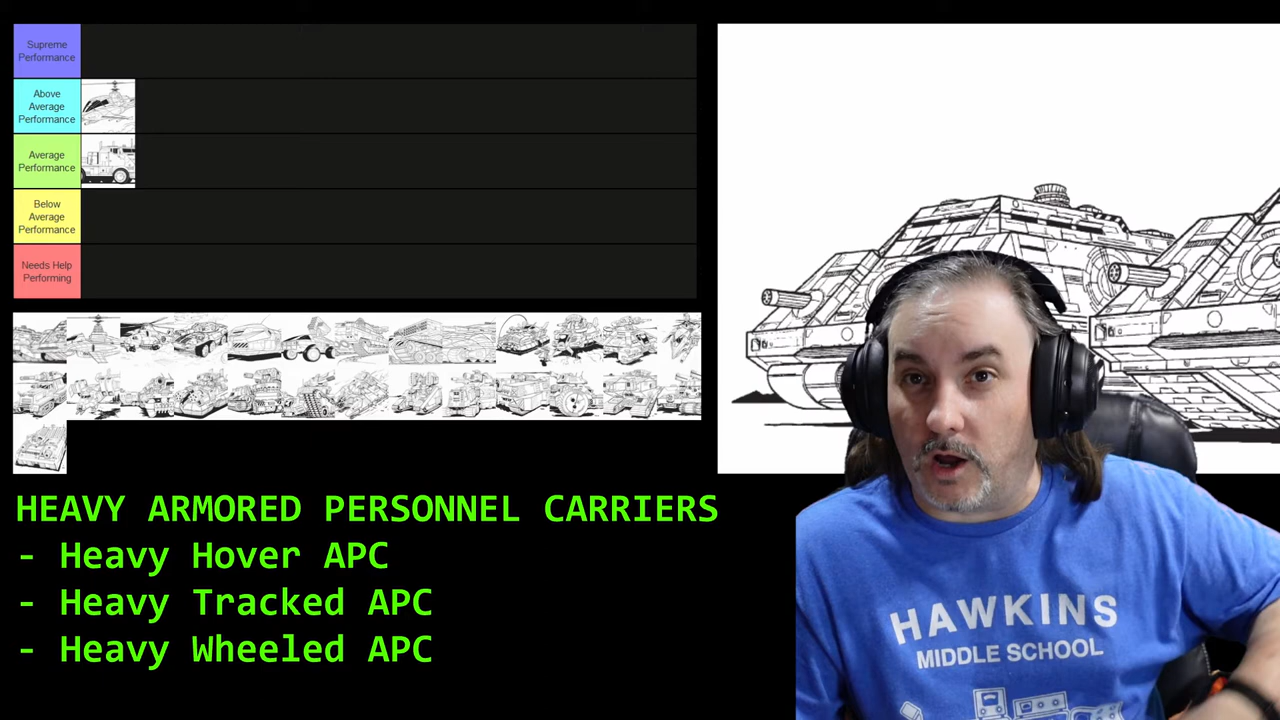 Supreme
Performance
Above
Average
Performance
Average
Performance
Below
Average
Performance
Needs Help
Performing
HEAVY ARMORED PERSONNEL CARRIERS
- Heavy Hover APC
- Heavy Tracked APC
- Heavy Wheeled APC
HAWKINS
MIDDLE SCHOOL